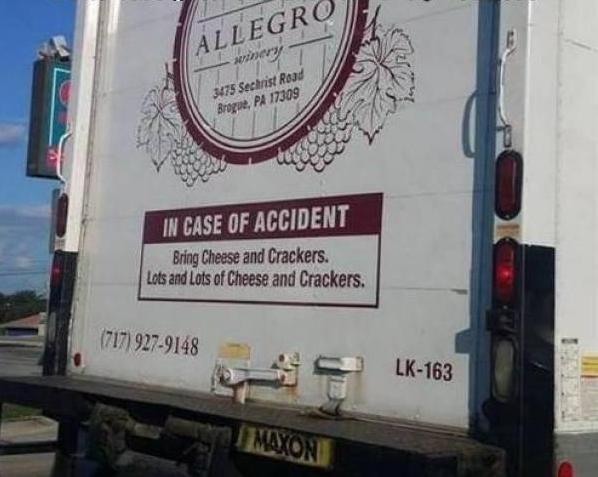 ALLEGRO
winery
3475 Sechrist Road
Brogue, PA 17309
IN CASE OF ACCIDENT
Bring Cheese and Crackers.
Lots and Lots of Cheese and Crackers.
(717) 927-9148
LK-163
MAXON